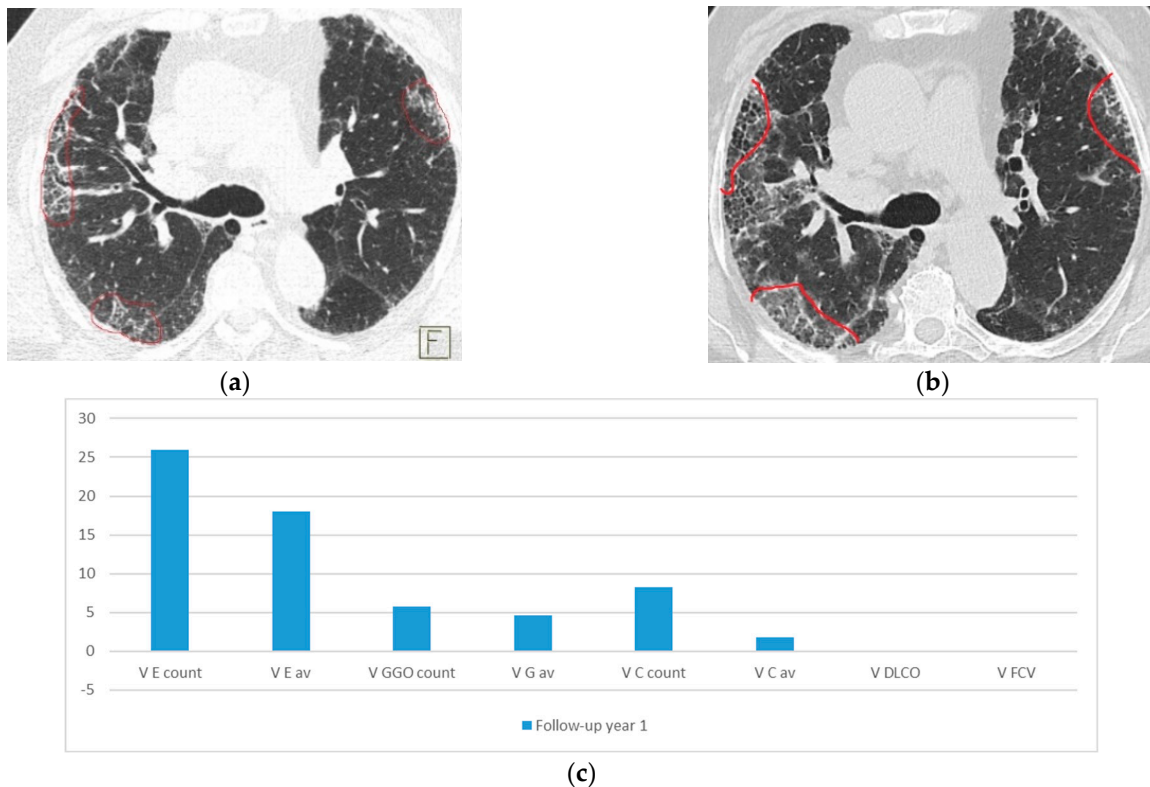 F
(a)
(b)
30
25
20
15
10
5
0
-5
V E count V E av V GGO count V G av V C count V C av V DLCO V FCV
Follow-up year 1
(c)